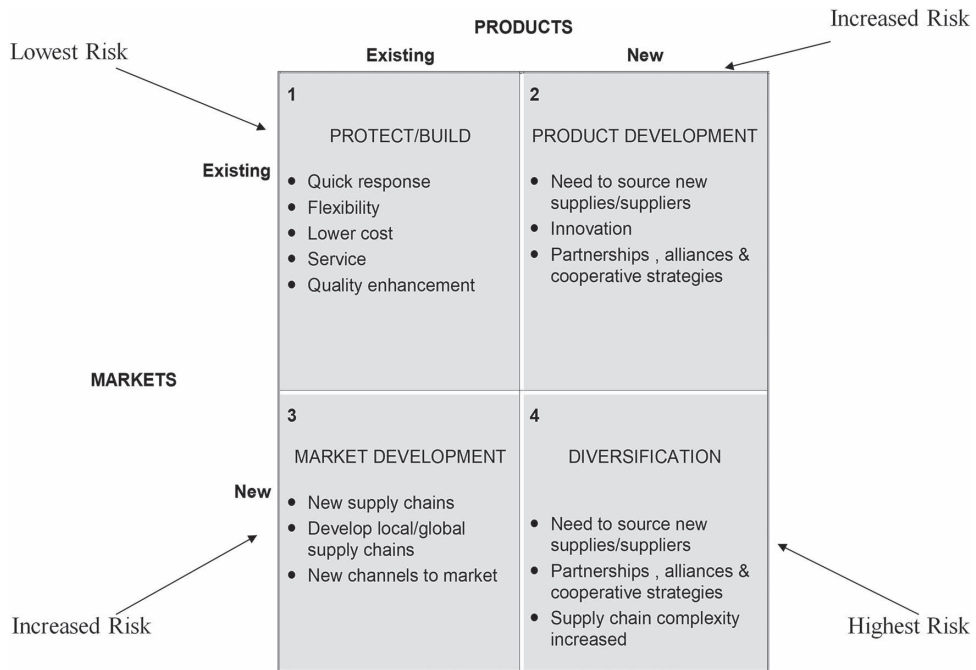 Increased Risk
PRODUCTS
Lowest Risk
Existing
New
1
PROTECT/BUILD
Existing
• Quick response
• Flexibility
• Lower cost
• Service
• Quality enhancement
2
PRODUCT DEVELOPMENT
• Need to source new
supplies/suppliers
• Innovation
• Partnerships , alliances &
cooperative strategies
MARKETS
3
MARKET DEVELOPMENT
New
• New supply chains
• Develop local/global
supply chains
• New channels to market
4
DIVERSIFICATION
• Need to source new
supplies/suppliers
• Partnerships , alliances &
cooperative strategies
• Supply chain complexity
increased
Increased Risk
Highest Risk